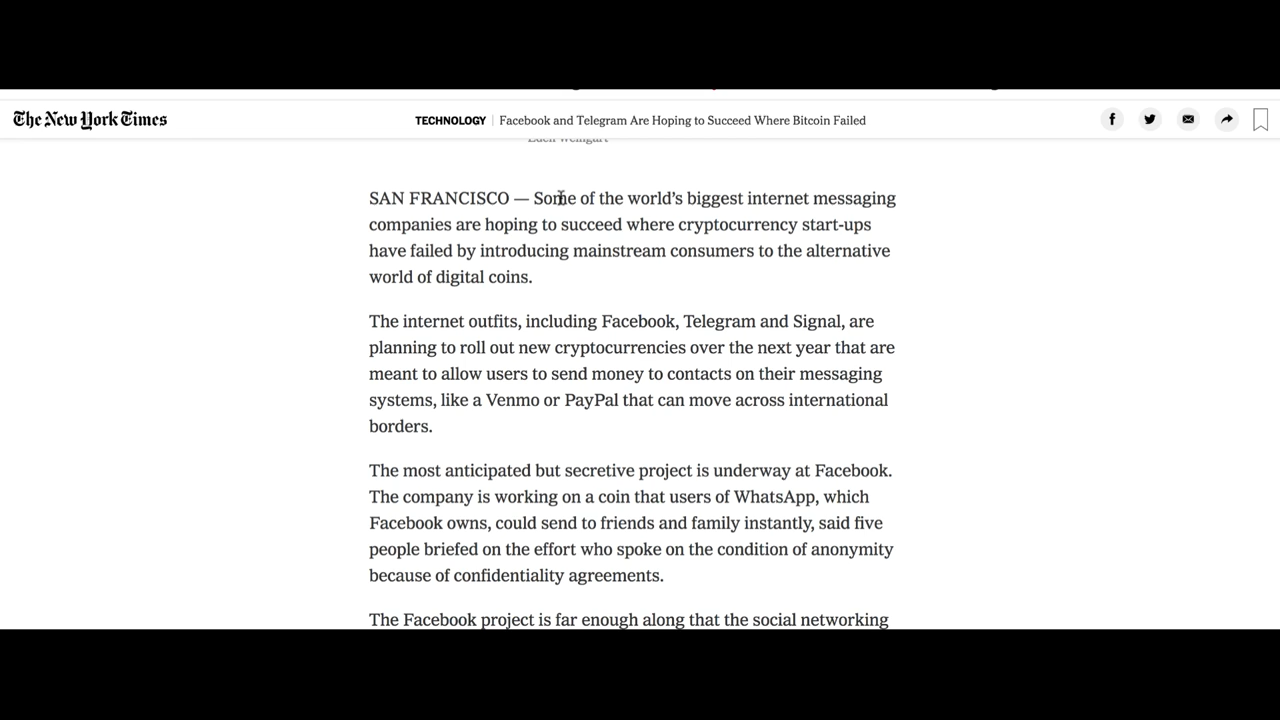 The New York Times
TECHNOLOGY | Facebook and Telegram Are Hoping to Succeed Where Bitcoin Failed
SAN FRANCISCO — Some of the world’s biggest internet messaging
companies are hoping to succeed where cryptocurrency start-ups
have failed by introducing mainstream consumers to the alternative
world of digital coins.
The internet outfits, including Facebook, Telegram and Signal, are
planning to roll out new cryptocurrencies over the next year that are
meant to allow users to send money to contacts on their messaging
systems, like a Venmo or PayPal that can move across international
borders.
The most anticipated but secretive project is underway at Facebook.
The company is working on a coin that users of WhatsApp, which
Facebook owns, could send to friends and family instantly, said five
people briefed on the effort who spoke on the condition of anonymity
because of confidentiality agreements.
The Facebook project is far enough along that the social networking